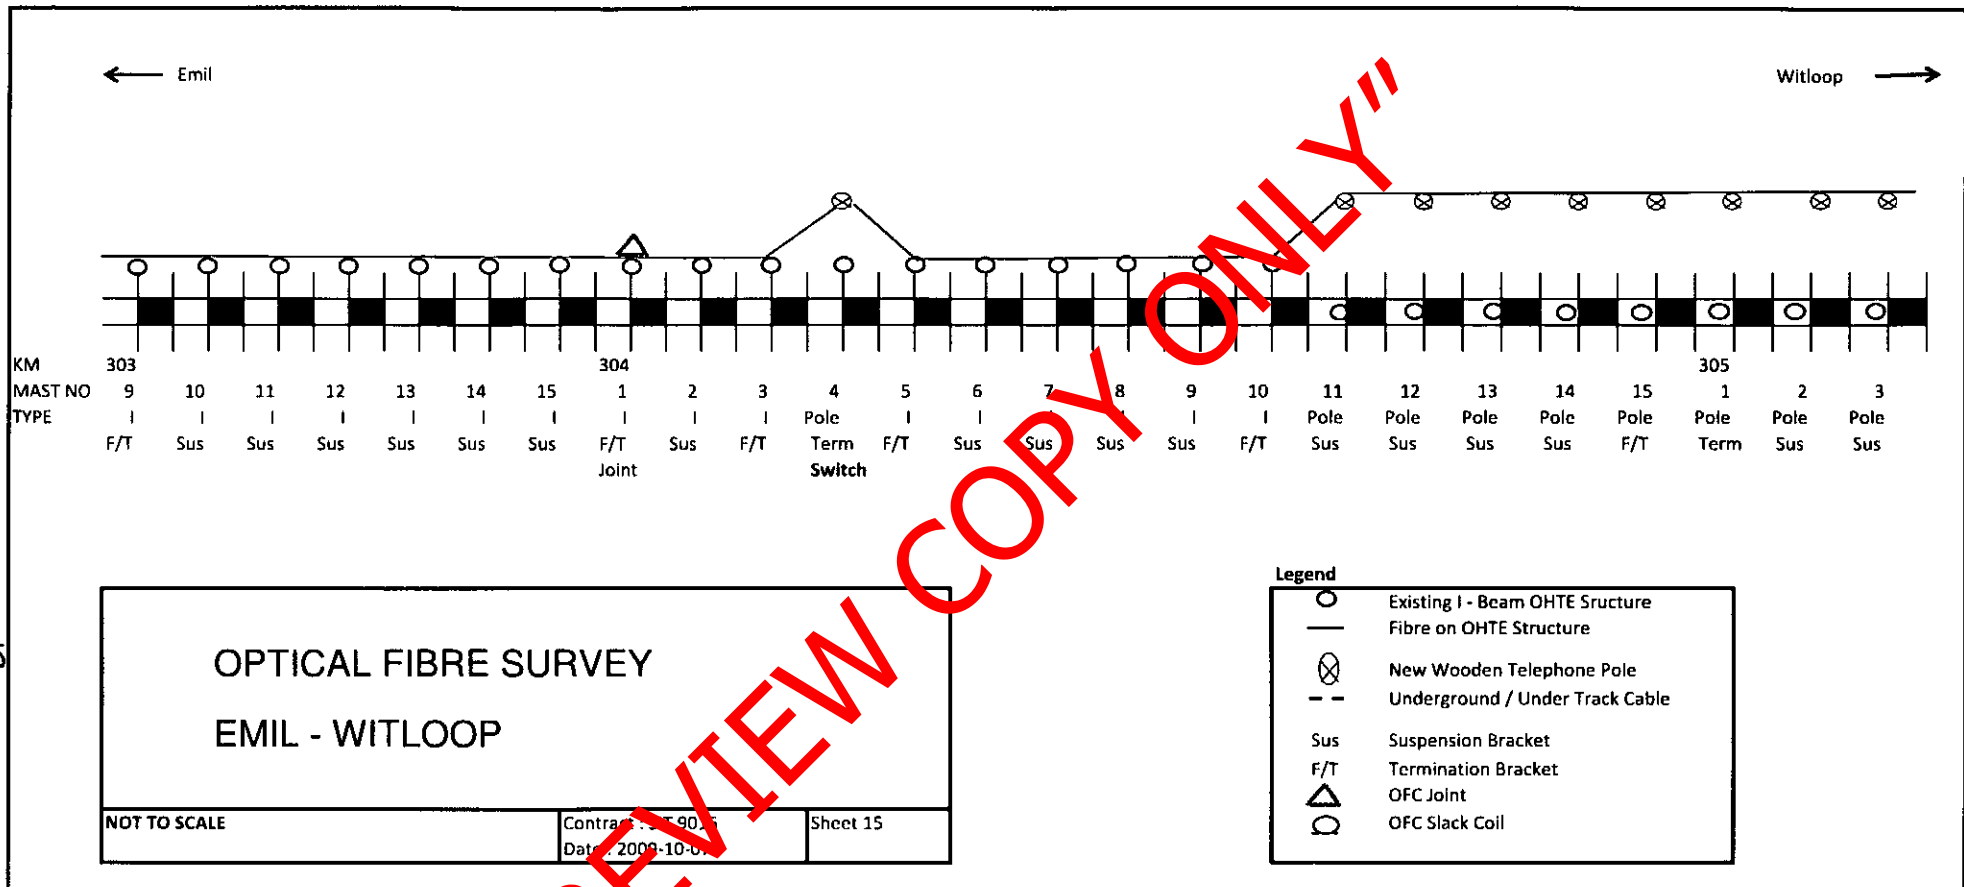 Emil
Witloop
KM 303 304 305
MAST NO 9 10 11 12 13 14 15 1 2 3 4 5 6 7 8 9 10 11 12 13 14 15 1 2 3
TYPE I I I I I I I I I I Pole I I I I I I Pole Pole Pole Pole Pole Pole Pole Pole
F/T Sus Sus Sus Sus Sus Sus F/T Sus F/T Term F/T Sus Sus Sus Sus F/T Sus Sus Sus Sus F/T Term Sus Sus
Joint Switch
OPTICAL FIBRE SURVEY
EMIL - WITLOOP
NOT TO SCALE
Contract :
Sheet 15
Date : 2009-10-
Legend
Existing I - Beam OHTE Sructure
Fibre on OHTE Structure
New Wooden Telephone Pole
Underground / Under Track Cable
Sus Suspension Bracket
F/T Termination Bracket
OFC Joint
OFC Slack Coil
EVIEW COPY ONLY"